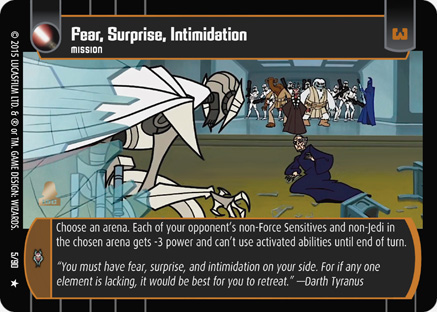 Fear, Surprise, Intimidation
MISSION
3
© 2015 LUCASFILM LTD. & ® or TM. GAME DESIGN: WIZARDS.
5/90
Choose an arena. Each of your opponent's non-Force Sensitives and non-Jedi in
the chosen arena gets -3 power and can't use activated abilities until end of turn.
"You must have fear, surprise, and intimidation on your side. For if any one
element is lacking, it would be best for you to retreat." —Darth Tyranus